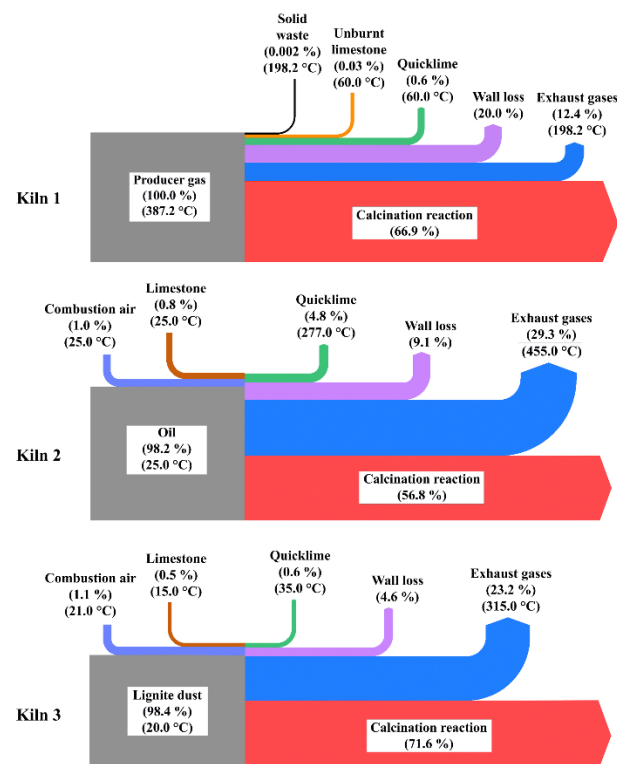 Solid
waste
(0.002 %)
(198.2 °C)
Unburnt
limestone
(0.03 %)
(60.0 °C)
Quicklime
(0.6 %)
(60.0 °C)
Wall loss
(20.0 %)
Exhaust gases
(12.4 %)
(198.2 °C)
Kiln 1
Producer gas
(100.0 %)
(387.2 °C)
Calcination reaction
(66.9 %)
Combustion air
(1.0 %)
(25.0 °C)
Limestone
(0.8 %)
(25.0 °C)
Quicklime
(4.8 %)
(277.0 °C)
Wall loss
(9.1 %)
Exhaust gases
(29.3 %)
(455.0 °C)
Kiln 2
Oil
(98.2 %)
(25.0 °C)
Calcination reaction
(56.8 %)
Combustion air
(1.1 %)
(21.0 °C)
Limestone
(0.5 %)
(15.0 °C)
Quicklime
(0.6 %)
(35.0 °C)
Wall loss
(4.6 %)
Exhaust gases
(23.2 %)
(315.0 °C)
Kiln 3
Lignite dust
(98.4 %)
(20.0 °C)
Calcination reaction
(71.6 %)